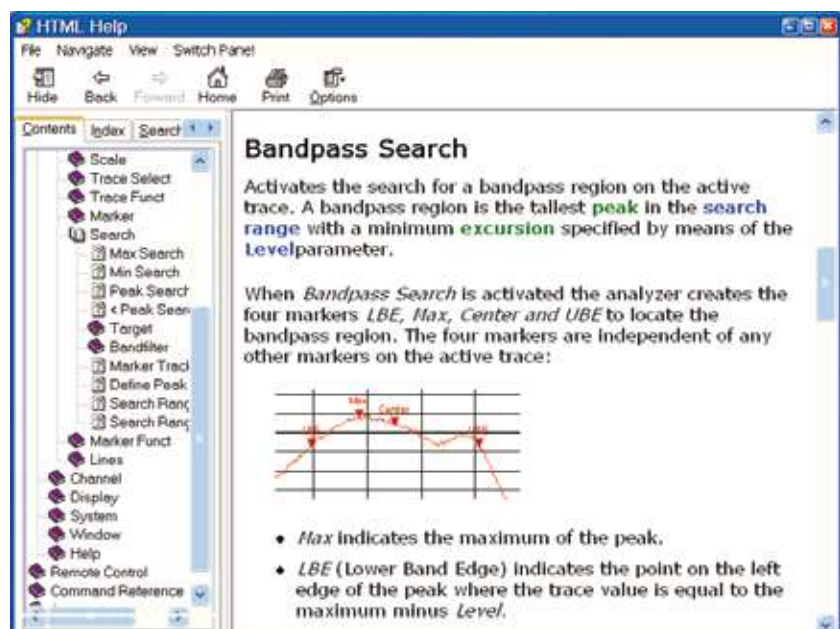 HTML Help
File Navigate View Switch Panel
Hide Back Forward Home Print Options
Contents Index Search
Scale
Trace Select
Trace Funct
Marker
Search
Max Search
Min Search
Peak Search
< Peak Sear
Target
Bandfilter
Marker Track
Define Peak
Search Rang
Search Rang
Marker Funct
Lines
Channel
Display
System
Window
Help
Remote Control
Command Reference
Bandpass Search
Activates the search for a bandpass region on the active
trace. A bandpass region is the tallest peak in the search
range with a minimum excursion specified by means of the
Levelparameter.
When Bandpass Search is activated the analyzer creates the
four markers LBE, Max, Center and UBE to locate the
bandpass region. The four markers are independent of any
other markers on the active trace:
Max
Center
• Max indicates the maximum of the peak.
• LBE (Lower Band Edge) indicates the point on the left
edge of the peak where the trace value is equal to the
maximum minus Level.